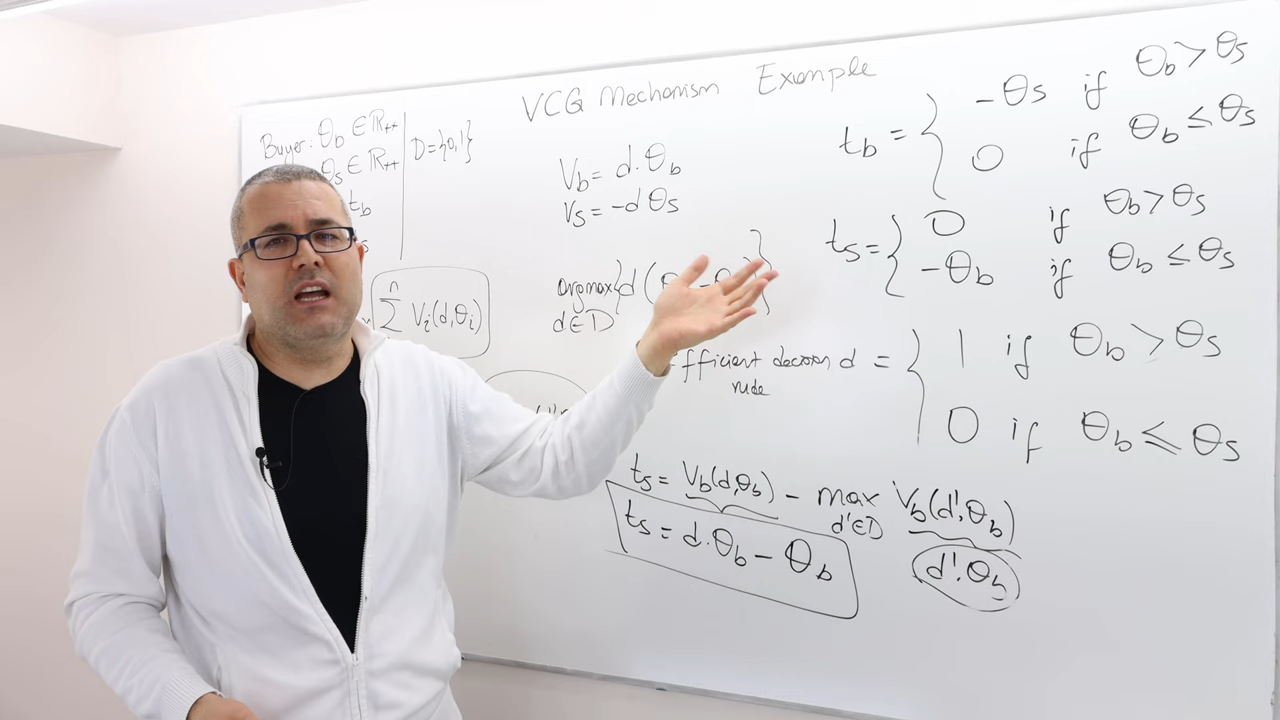 VCG Mechanism Example
Buyer: θb ∈ ℝ++
θs ∈ ℝ++
tb
s
D={0,1}
∑ⁿ Vi(d,θi)
Vb = d.θb
Vs = -d θs
argmax {d (
d∈D
fficient decision d = { 1 if θb > θs
rule
0 if θb ≤ θs
tb = { -θs if θb > θs
0 if θb ≤ θs
ts = { 0 if θb > θs
-θb if θb ≤ θs
ts = Vb(d,θb) - max Vb(d',θb)
d'∈D
ts = d.θb - θb
d'.θb